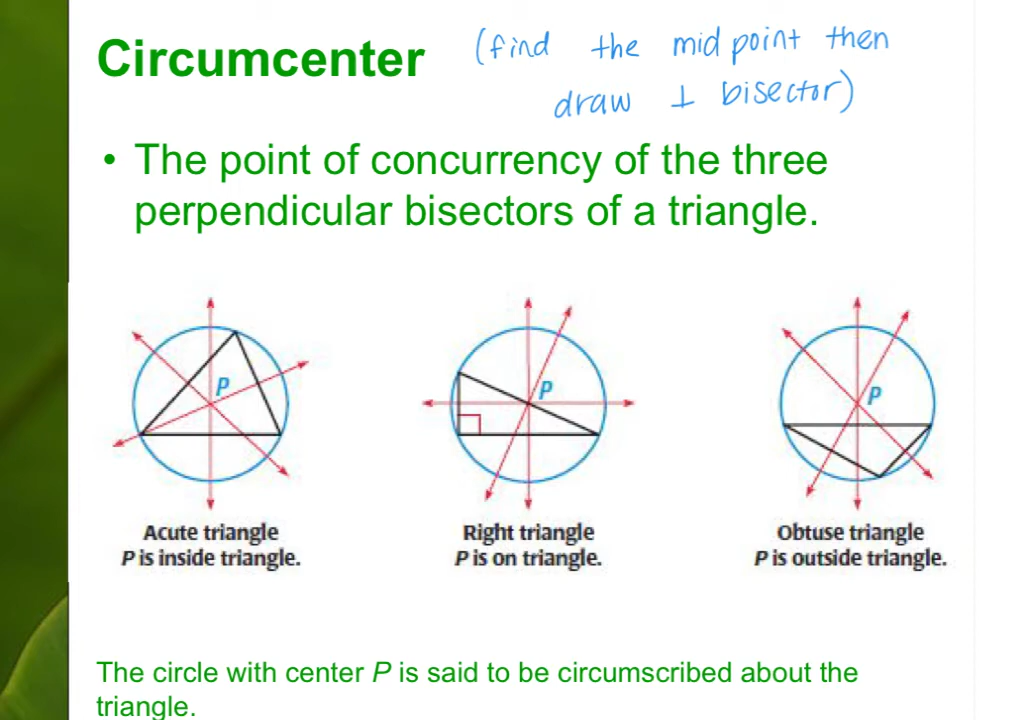 Circumcenter
(find the midpoint then
draw ⊥ bisector)
• The point of concurrency of the three
perpendicular bisectors of a triangle.
P
P
P
Acute triangle
P is inside triangle.
Right triangle
P is on triangle.
Obtuse triangle
P is outside triangle.
The circle with center P is said to be circumscribed about the
triangle.